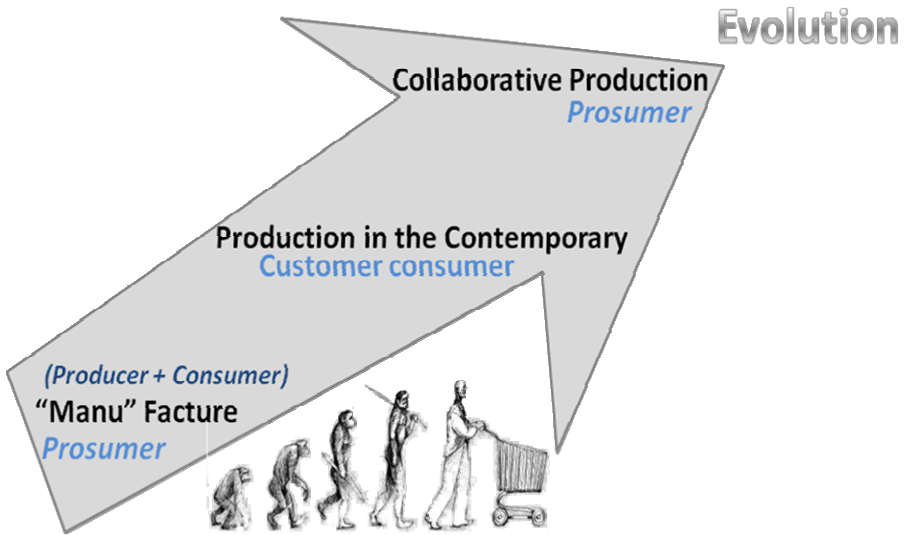 Evolution
Collaborative Production
Prosumer
Production in the Contemporary
Customer consumer
(Producer + Consumer)
“Manu” Facture
Prosumer